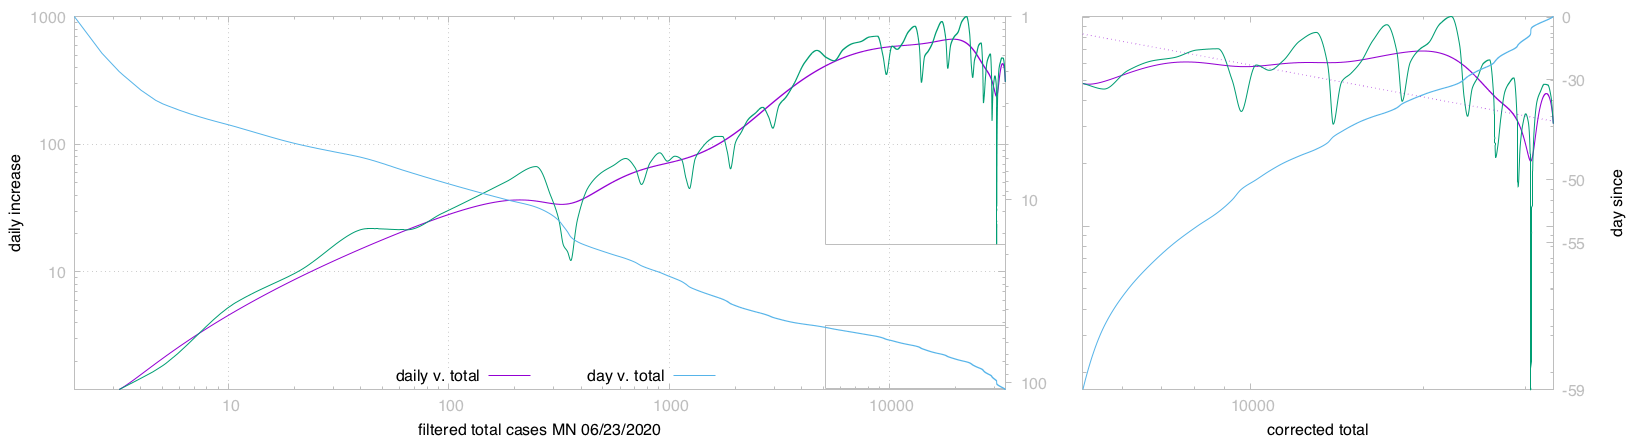 1000
100
10
daily increase
1
10
100
daily v. total
day v. total
10
100
1000
10000
filtered total cases MN 06/23/2020
0
-30
-50
-55
-59
day since
10000
corrected total